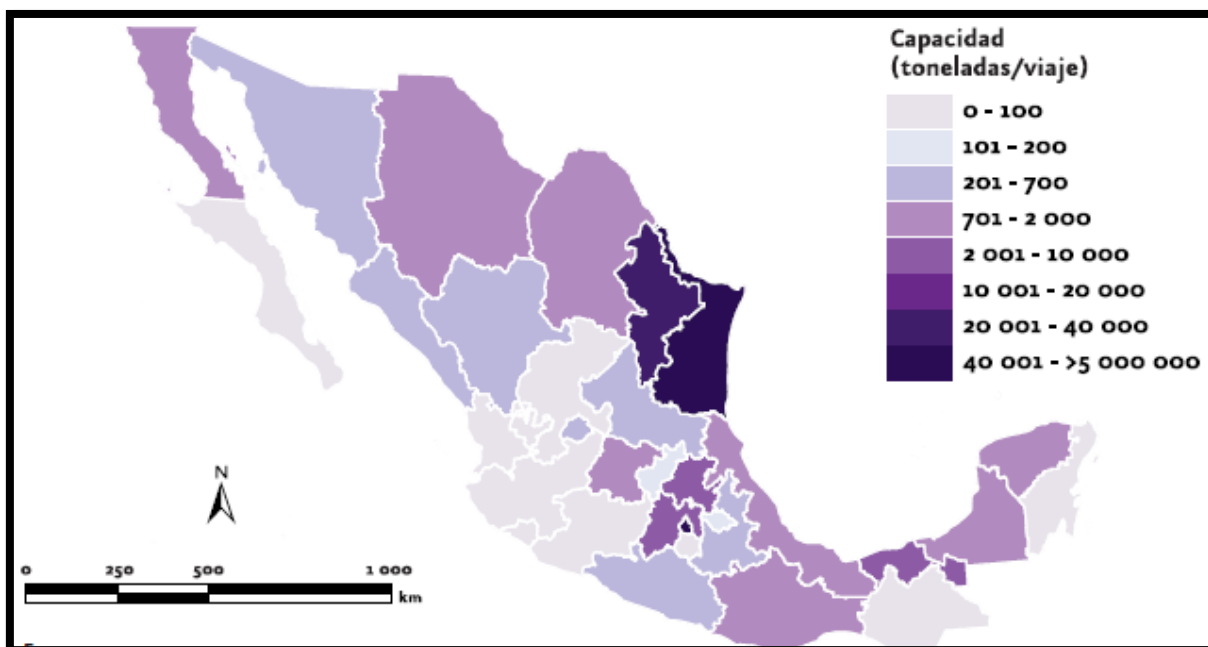 Capacidad
(toneladas/viaje)
0 - 100
101 - 200
201 - 700
701 - 2 000
2 001 - 10 000
10 001 - 20 000
20 001 - 40 000
40 001 - >5 000 000
N
0 250 500 1 000
km